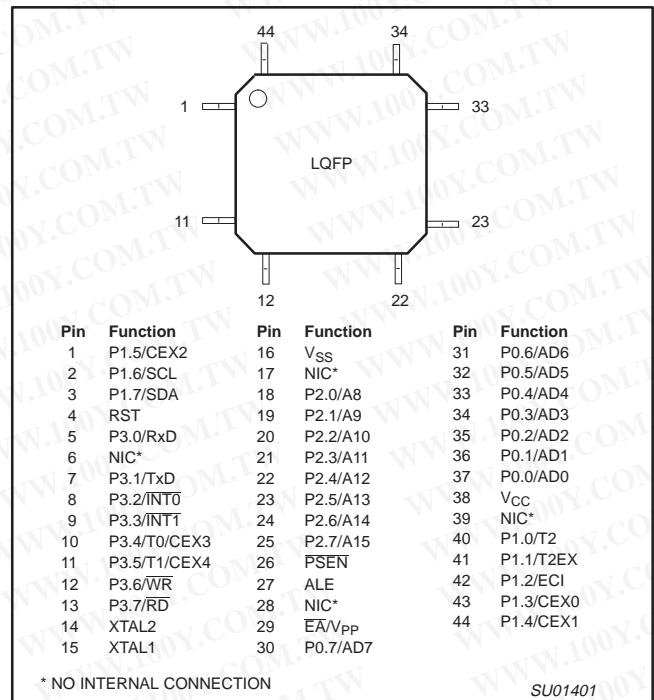 44 34
1 33
LQFP
11 23
12 22
Pin Function Pin Function Pin Function
1 P1.5/CEX2 16 VSS 31 P0.6/AD6
2 P1.6/SCL 17 NIC* 32 P0.5/AD5
3 P1.7/SDA 18 P2.0/A8 33 P0.4/AD4
4 RST 19 P2.1/A9 34 P0.3/AD3
5 P3.0/RxD 20 P2.2/A10 35 P0.2/AD2
6 NIC* 21 P2.3/A11 36 P0.1/AD1
7 P3.1/TxD 22 P2.4/A12 37 P0.0/AD0
8 P3.2/INT0 23 P2.5/A13 38 VCC
9 P3.3/INT1 24 P2.6/A14 39 NIC*
10 P3.4/T0/CEX3 25 P2.7/A15 40 P1.0/T2
11 P3.5/T1/CEX4 26 PSEN 41 P1.1/T2EX
12 P3.6/WR 27 ALE 42 P1.2/ECI
13 P3.7/RD 28 NIC* 43 P1.3/CEX0
14 XTAL2 29 EA/VPP 44 P1.4/CEX1
15 XTAL1 30 P0.7/AD7
* NO INTERNAL CONNECTION
SU01401
WWW.100Y.COM.TW